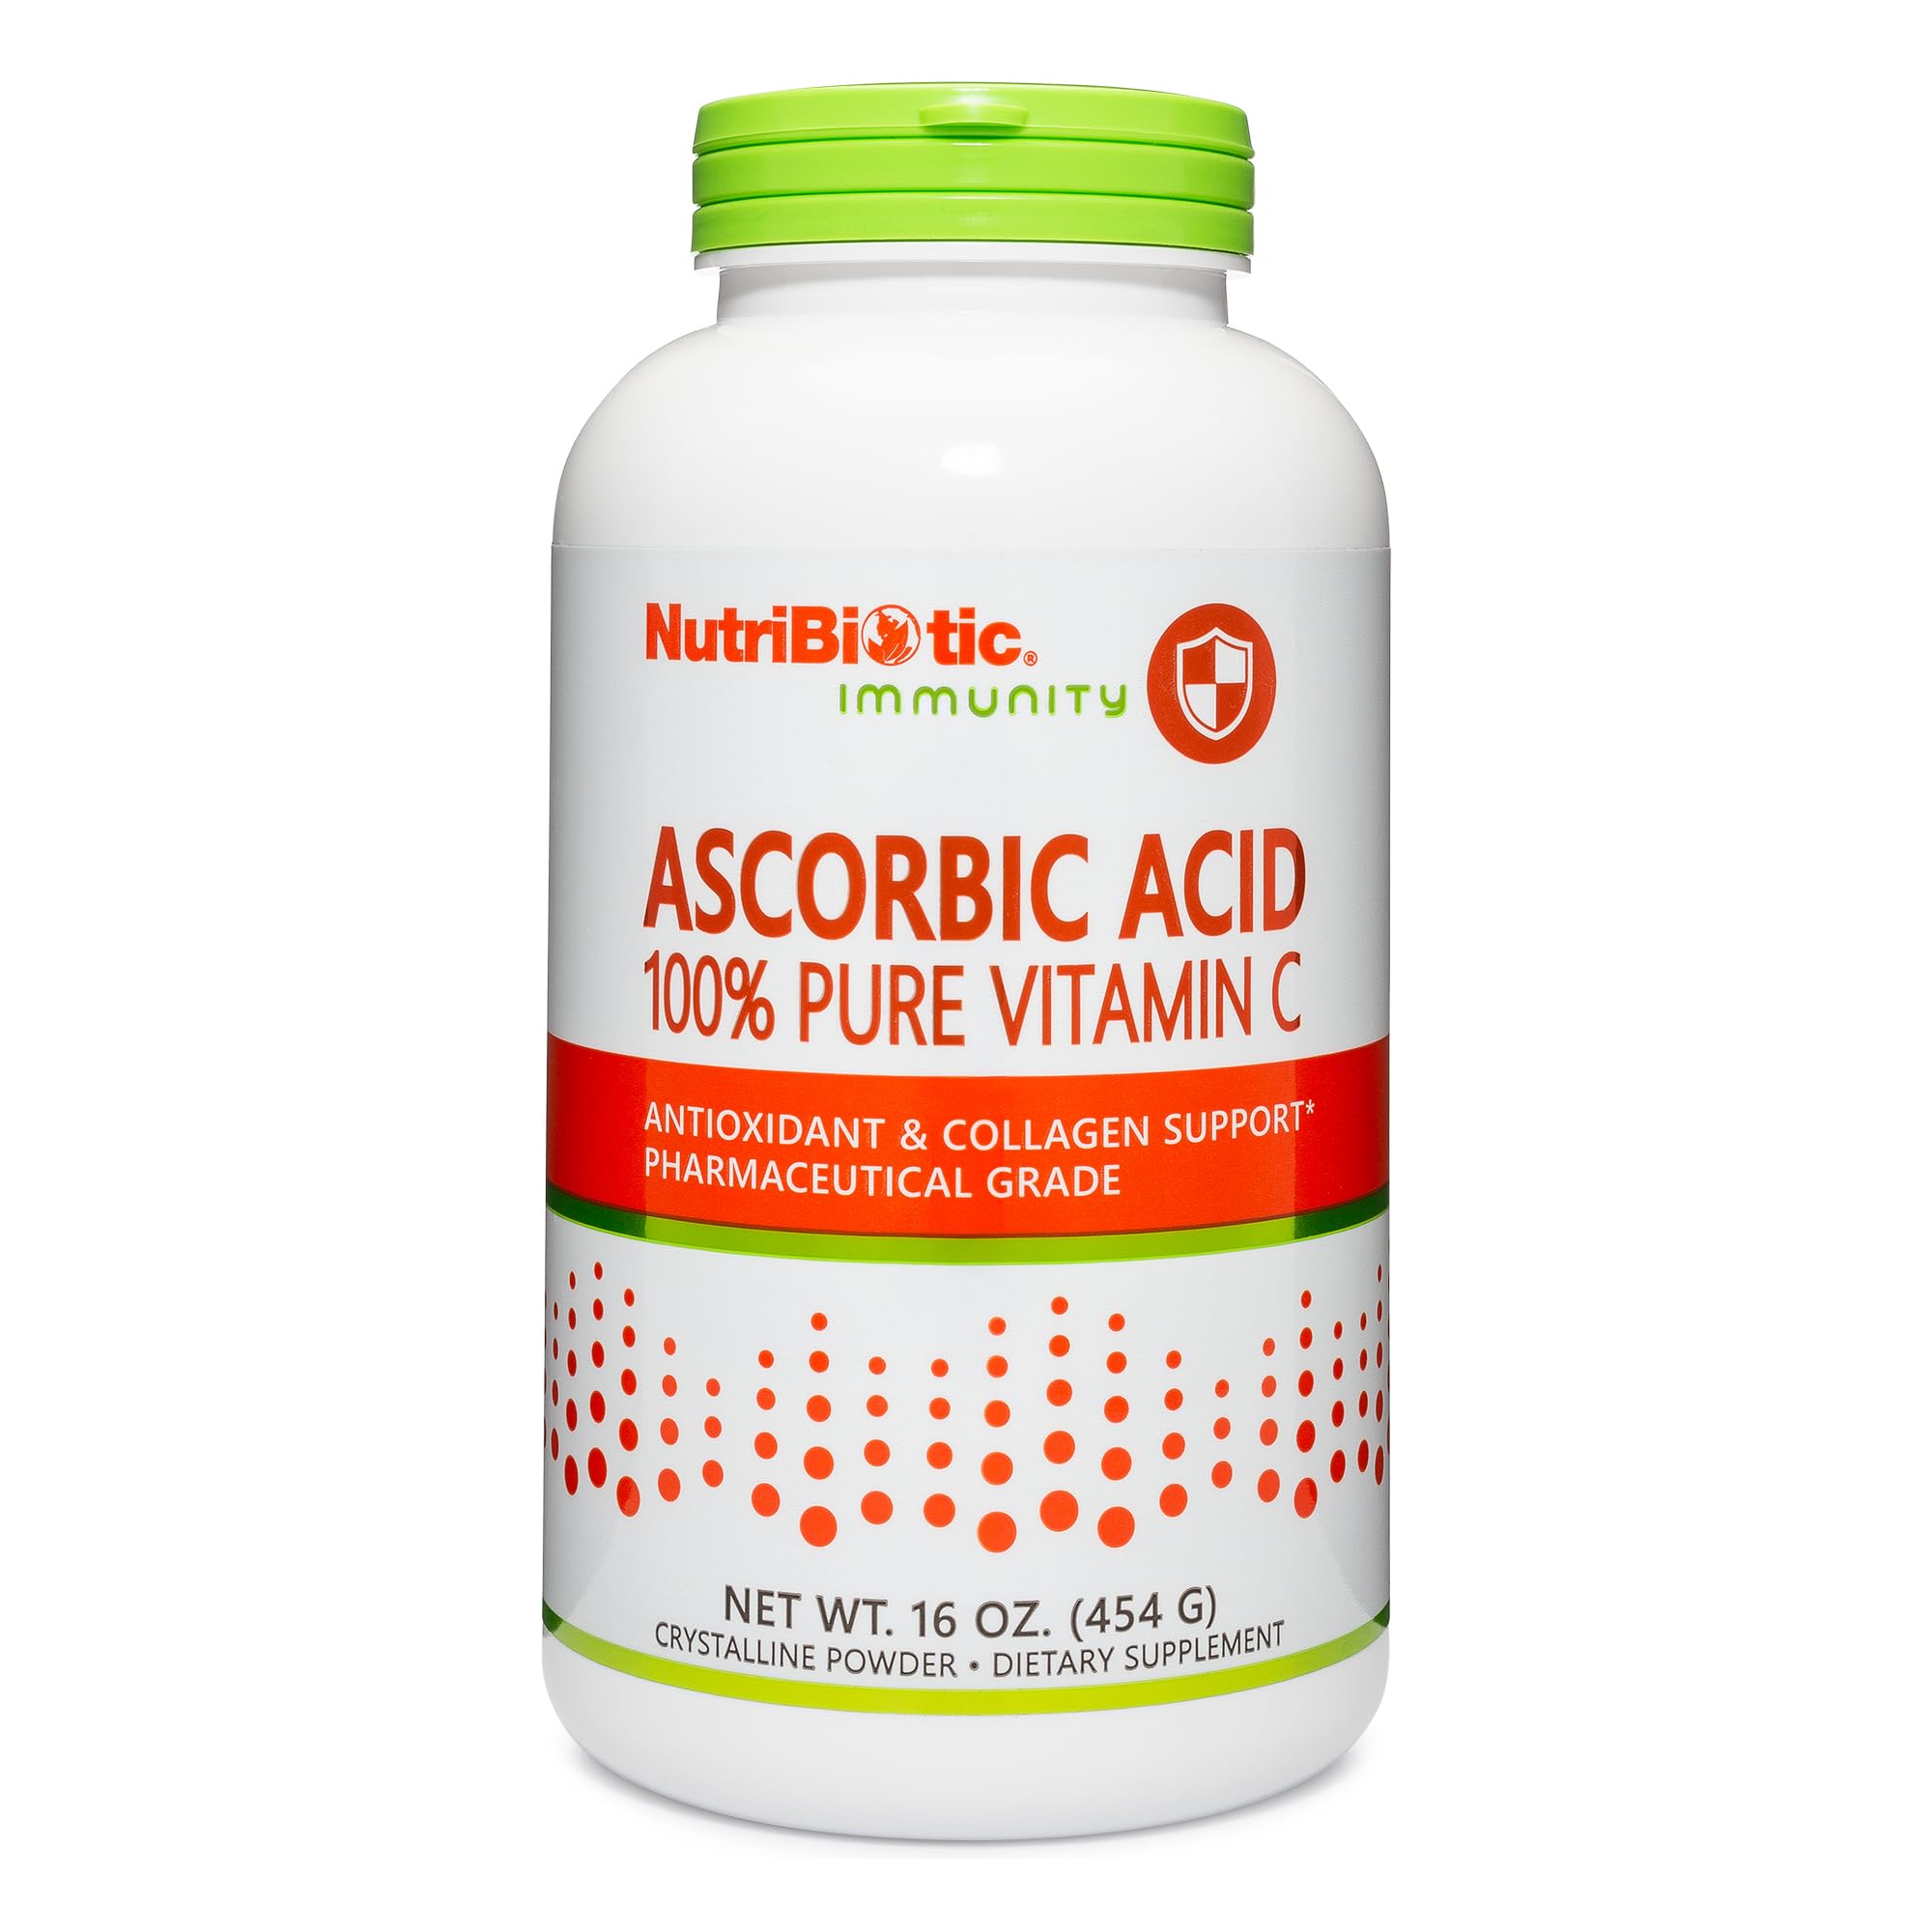 NutriBiotic®
IMMUNITY
ASCORBIC ACID
100% PURE VITAMIN C
ANTIOXIDANT & COLLAGEN SUPPORT*
PHARMACEUTICAL GRADE
NET WT. 16 OZ. (454 G)
CRYSTALLINE POWDER • DIETARY SUPPLEMENT